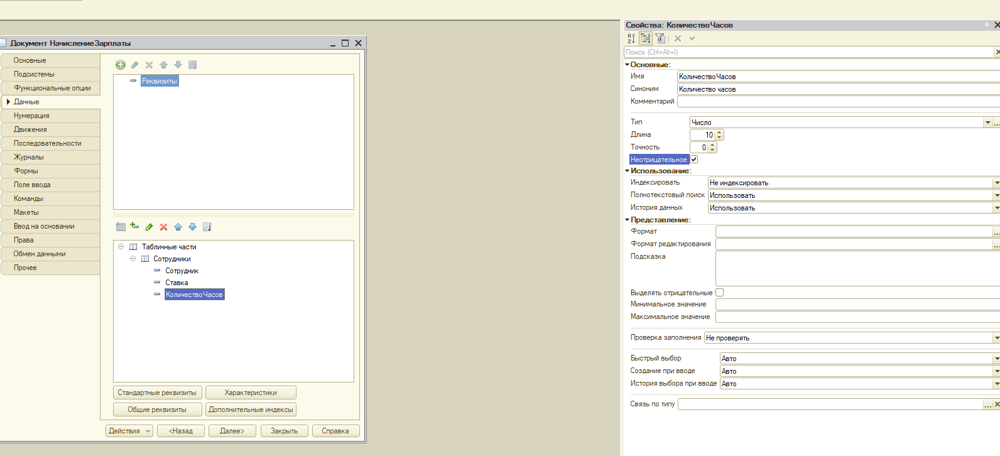 Документ НачислениеЗарплаты
Основные
Подсистемы
Функциональные опции
Данные
Нумерация
Движения
Последовательности
Журналы
Формы
Поле ввода
Команды
Макеты
Ввод на основании
Права
Обмен данными
Прочее
Реквизиты
Табличные части
Сотрудники
Сотрудник
Ставка
КоличествоЧасов
Стандартные реквизиты Характеристики
Общие реквизиты Дополнительные индексы
Действия <Назад Далее> Закрыть Справка
Свойства: КоличествоЧасов
Поиск (Ctrl+Alt+I)
Основные:
Имя КоличествоЧасов
Синоним Количество часов
Комментарий
Тип Число
Длина 10
Точность 0
Неотрицательное
Использование:
Индексировать Не индексировать
Полнотекстовый поиск Использовать
История данных Использовать
Представление:
Формат
Формат редактирования
Подсказка
Выделять отрицательные
Минимальное значение
Максимальное значение
Проверка заполнения Не проверять
Быстрый выбор Авто
Создание при вводе Авто
История выбора при вводе Авто
Связь по типу